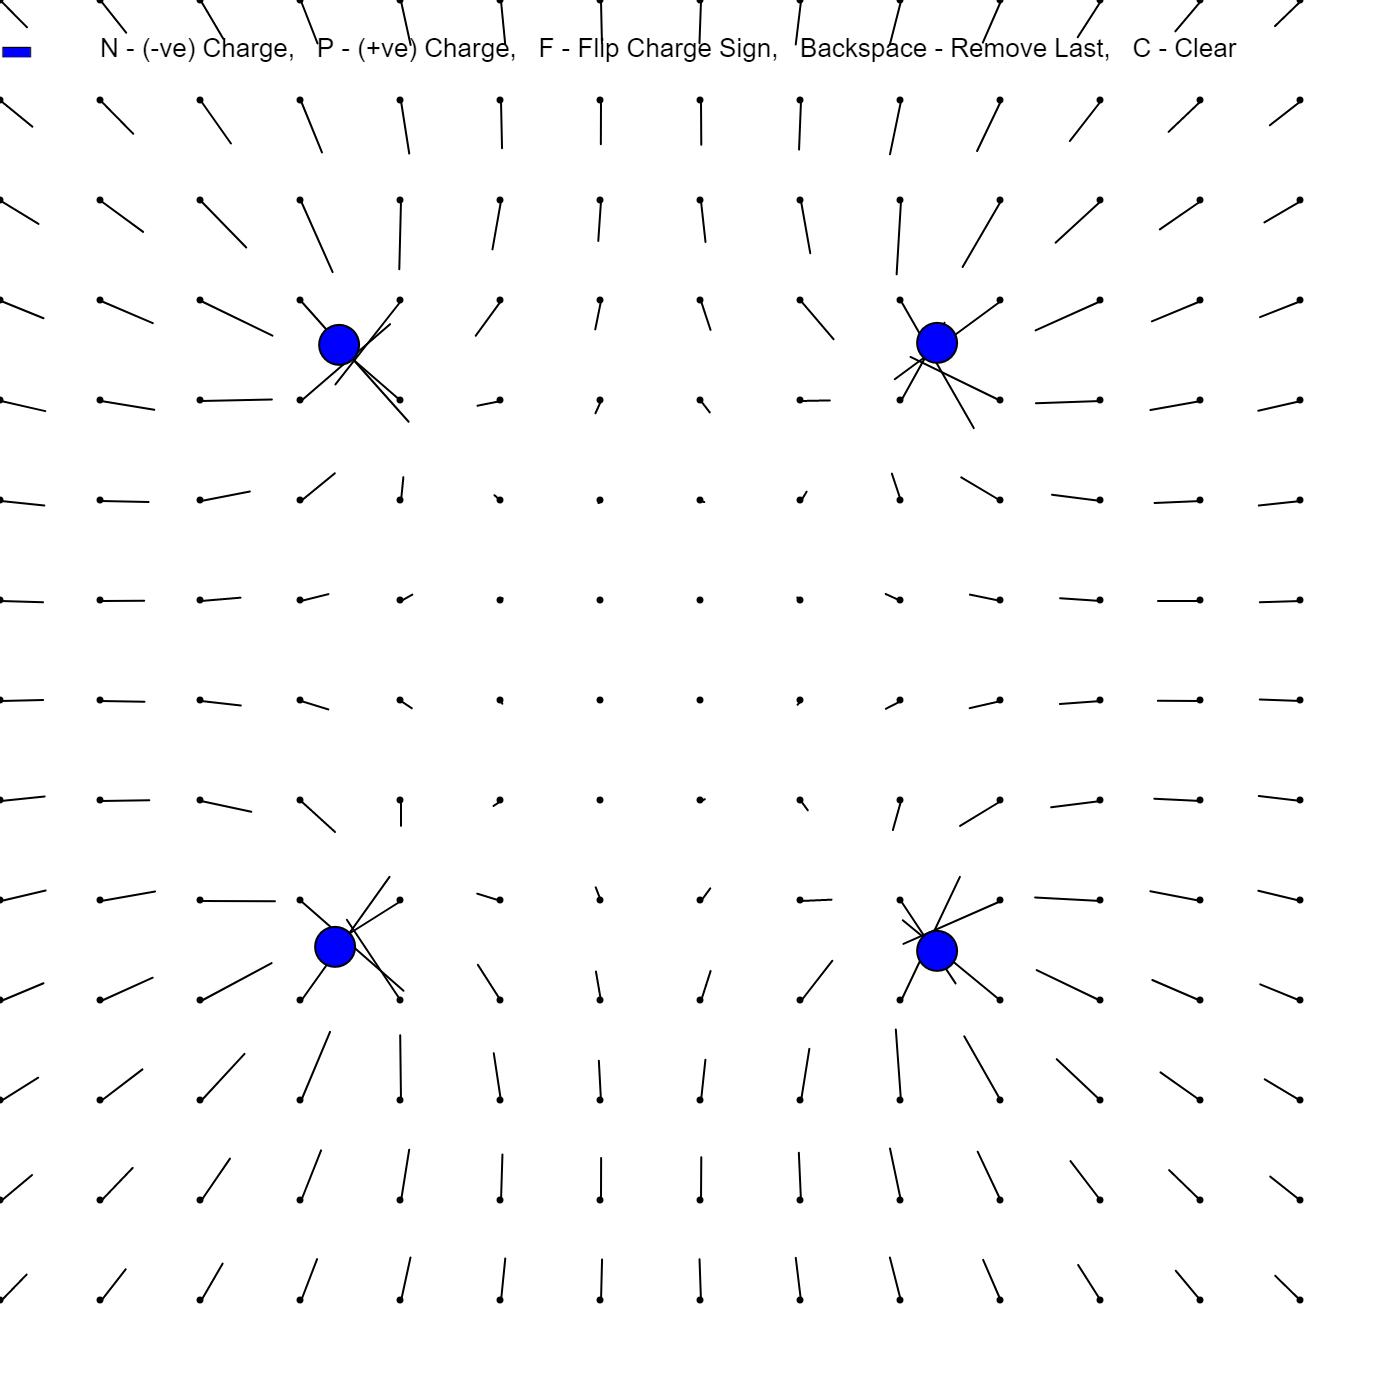 N - (-ve) Charge,   P - (+ve) Charge,   F - Flip Charge Sign,   Backspace - Remove Last,   C - Clear